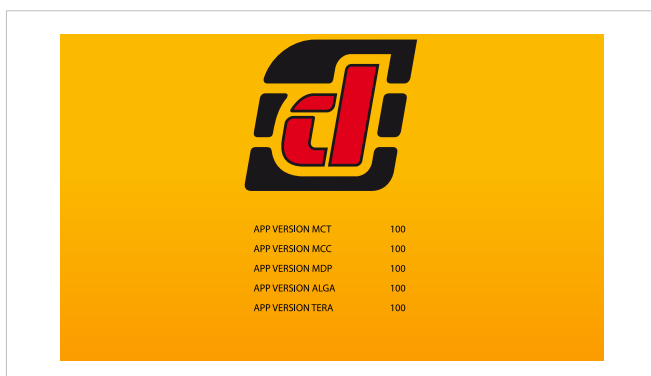 APP VERSION MCT 100
APP VERSION MCC 100
APP VERSION MDP 100
APP VERSION ALGA 100
APP VERSION TERA 100